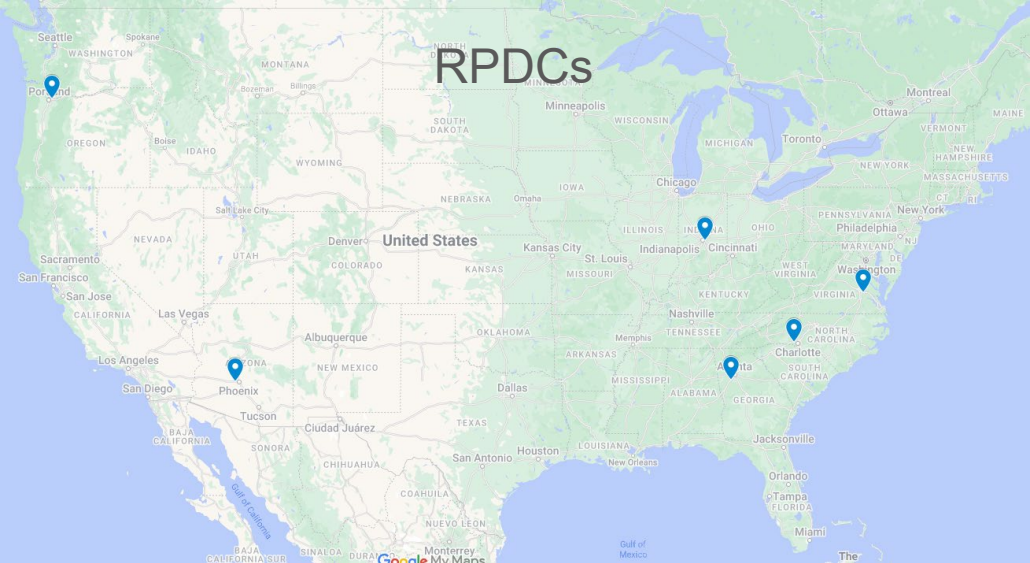 RPDCs
Seattle
Spokane
WASHINGTON
NORTH
MONTANA
MINNESOTA
Montreal
Portland
Bozeman
Billings
Minneapolis
Ottawa
MAINE
SOUTH
DAKOTA
WISCONSIN
VERMONT
OREGON
Boise
IDAHO
MICHIGAN
Toronto
NEW
HAMPSHIRE
WYOMING
NEW YORK
MASSACHUSETTS
Chicago
IOWA
NEBRASKA
Omaha
CT
RI
Salt Lake City
PENNSYLVANIA
New York
NEVADA
Denver
United States
ILLINOIS
INDIANA
OHIO
Philadelphia
NJ
UTAH
Kansas City
Indianapolis
Cincinnati
MARYLAND
DE
Sacramento
COLORADO
St. Louis
WEST
VIRGINIA
Washington
San Francisco
KANSAS
MISSOURI
San Jose
KENTUCKY
VIRGINIA
CALIFORNIA
Las Vegas
Nashville
TENNESSEE
Albuquerque
OKLAHOMA
Memphis
NORTH
CAROLINA
Charlotte
Los Angeles
ARIZONA
NEW MEXICO
ARKANSAS
Atlanta
SOUTH
CAROLINA
San Diego
Phoenix
Dallas
MISSISSIPPI
ALABAMA
GEORGIA
Tucson
Ciudad Juárez
TEXAS
BAJA
CALIFORNIA
SONORA
Houston
LOUISIANA
Jacksonville
San Antonio
New Orleans
CHIHUAHUA
Orlando
Gulf of
California
COAHUILA
Tampa
FLORIDA
NUEVO LEON
Miami
Gulf of
Mexico
BAJA
CALIFORNIA SUR
SINALOA
Monterrey
Google My Maps
The